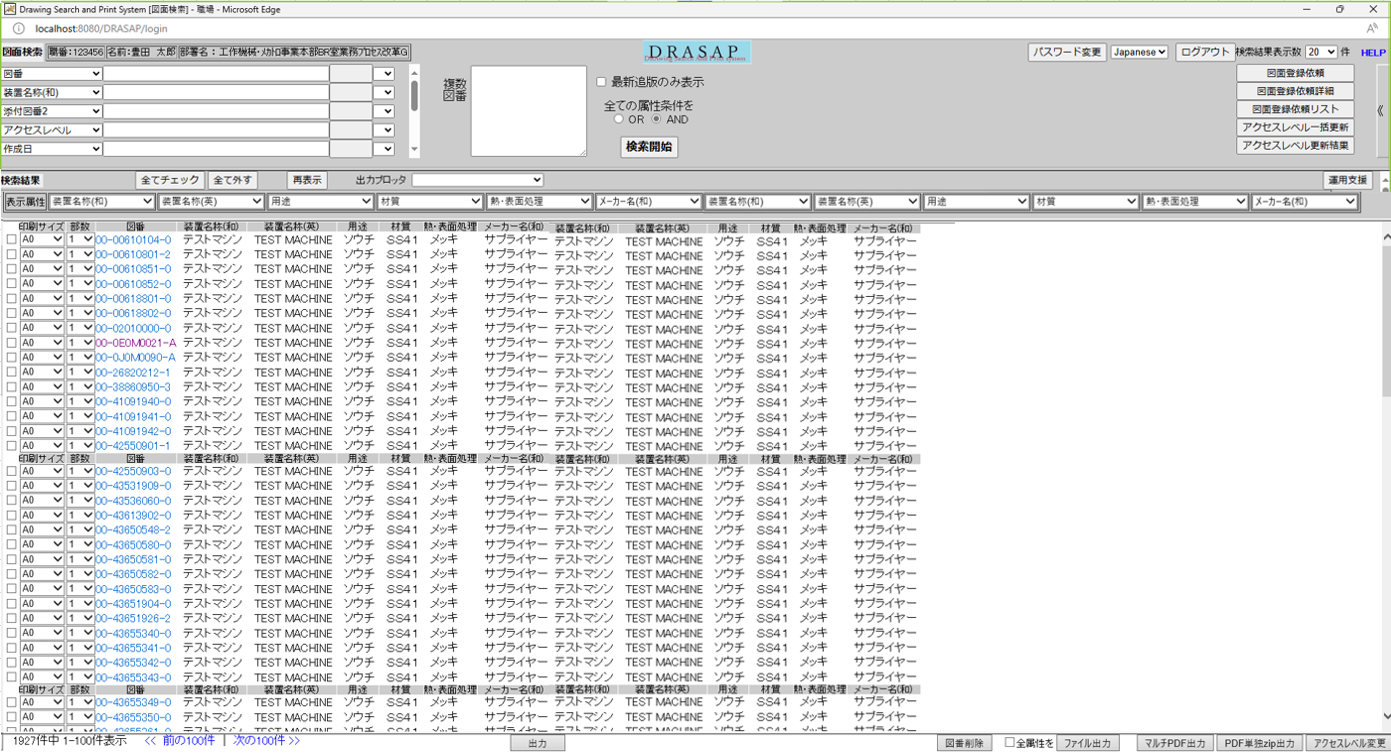 Drawing Search and Print System [図面検索] - 職場 - Microsoft Edge
localhost:8080/DRASAP/login
図面検索 職番:123456 名前:豊田 太郎 部署名 : 工作機械・メカトロ事業本部BR室業務プロセス改革G DRASAP パスワード変更 Japanese ログアウト 検索結果表示数 20 件 HELP
Drawing Search and Print system
図番 複数図番 最新追版のみ表示 図面登録依頼
装置名称(和) 図面登録依頼詳細
添付図番2 全ての属性条件を 図面登録依頼リスト 《
アクセスレベル OR AND アクセスレベル一括更新
作成日 検索開始 アクセスレベル更新結果
検索結果 全てチェック 全て外す 再表示 出力プロッタ 運用支援
表示属性 装置名称(和) 装置名称(英) 用途 材質 熱・表面処理 メーカー名(和) 装置名称(和) 装置名称(英) 用途 材質 熱・表面処理 メーカー名(和)
印刷サイズ 部数 図番 装置名称(和) 装置名称(英) 用途 材質 熱・表面処理 メーカー名(和) 装置名称(和) 装置名称(英) 用途 材質 熱・表面処理 メーカー名(和)
A0 1 00-00610104-0 テストマシン TEST MACHINE ソウチ SS41 メッキ サプライヤー テストマシン TEST MACHINE ソウチ SS41 メッキ サプライヤー
A0 1 00-00610801-2 テストマシン TEST MACHINE ソウチ SS41 メッキ サプライヤー テストマシン TEST MACHINE ソウチ SS41 メッキ サプライヤー
A0 1 00-00610851-0 テストマシン TEST MACHINE ソウチ SS41 メッキ サプライヤー テストマシン TEST MACHINE ソウチ SS41 メッキ サプライヤー
A0 1 00-00610852-0 テストマシン TEST MACHINE ソウチ SS41 メッキ サプライヤー テストマシン TEST MACHINE ソウチ SS41 メッキ サプライヤー
A0 1 00-00618801-0 テストマシン TEST MACHINE ソウチ SS41 メッキ サプライヤー テストマシン TEST MACHINE ソウチ SS41 メッキ サプライヤー
A0 1 00-00618802-0 テストマシン TEST MACHINE ソウチ SS41 メッキ サプライヤー テストマシン TEST MACHINE ソウチ SS41 メッキ サプライヤー
A0 1 00-02010000-0 テストマシン TEST MACHINE ソウチ SS41 メッキ サプライヤー テストマシン TEST MACHINE ソウチ SS41 メッキ サプライヤー
A0 1 00-0E0M0021-A テストマシン TEST MACHINE ソウチ SS41 メッキ サプライヤー テストマシン TEST MACHINE ソウチ SS41 メッキ サプライヤー
A0 1 00-0J0M0090-A テストマシン TEST MACHINE ソウチ SS41 メッキ サプライヤー テストマシン TEST MACHINE ソウチ SS41 メッキ サプライヤー
A0 1 00-26820212-1 テストマシン TEST MACHINE ソウチ SS41 メッキ サプライヤー テストマシン TEST MACHINE ソウチ SS41 メッキ サプライヤー
A0 1 00-38860950-3 テストマシン TEST MACHINE ソウチ SS41 メッキ サプライヤー テストマシン TEST MACHINE ソウチ SS41 メッキ サプライヤー
A0 1 00-41091940-0 テストマシン TEST MACHINE ソウチ SS41 メッキ サプライヤー テストマシン TEST MACHINE ソウチ SS41 メッキ サプライヤー
A0 1 00-41091941-0 テストマシン TEST MACHINE ソウチ SS41 メッキ サプライヤー テストマシン TEST MACHINE ソウチ SS41 メッキ サプライヤー
A0 1 00-41091942-0 テストマシン TEST MACHINE ソウチ SS41 メッキ サプライヤー テストマシン TEST MACHINE ソウチ SS41 メッキ サプライヤー
A0 1 00-42550901-1 テストマシン TEST MACHINE ソウチ SS41 メッキ サプライヤー テストマシン TEST MACHINE ソウチ SS41 メッキ サプライヤー
印刷サイズ 部数 図番 装置名称(和) 装置名称(英) 用途 材質 熱・表面処理 メーカー名(和) 装置名称(和) 装置名称(英) 用途 材質 熱・表面処理 メーカー名(和)
A0 1 00-42550903-0 テストマシン TEST MACHINE ソウチ SS41 メッキ サプライヤー テストマシン TEST MACHINE ソウチ SS41 メッキ サプライヤー
A0 1 00-43531909-0 テストマシン TEST MACHINE ソウチ SS41 メッキ サプライヤー テストマシン TEST MACHINE ソウチ SS41 メッキ サプライヤー
A0 1 00-43536060-0 テストマシン TEST MACHINE ソウチ SS41 メッキ サプライヤー テストマシン TEST MACHINE ソウチ SS41 メッキ サプライヤー
A0 1 00-43613902-0 テストマシン TEST MACHINE ソウチ SS41 メッキ サプライヤー テストマシン TEST MACHINE ソウチ SS41 メッキ サプライヤー
A0 1 00-43650548-2 テストマシン TEST MACHINE ソウチ SS41 メッキ サプライヤー テストマシン TEST MACHINE ソウチ SS41 メッキ サプライヤー
A0 1 00-43650580-0 テストマシン TEST MACHINE ソウチ SS41 メッキ サプライヤー テストマシン TEST MACHINE ソウチ SS41 メッキ サプライヤー
A0 1 00-43650581-0 テストマシン TEST MACHINE ソウチ SS41 メッキ サプライヤー テストマシン TEST MACHINE ソウチ SS41 メッキ サプライヤー
A0 1 00-43650582-0 テストマシン TEST MACHINE ソウチ SS41 メッキ サプライヤー テストマシン TEST MACHINE ソウチ SS41 メッキ サプライヤー
A0 1 00-43650583-0 テストマシン TEST MACHINE ソウチ SS41 メッキ サプライヤー テストマシン TEST MACHINE ソウチ SS41 メッキ サプライヤー
A0 1 00-43651904-0 テストマシン TEST MACHINE ソウチ SS41 メッキ サプライヤー テストマシン TEST MACHINE ソウチ SS41 メッキ サプライヤー
A0 1 00-43651926-2 テストマシン TEST MACHINE ソウチ SS41 メッキ サプライヤー テストマシン TEST MACHINE ソウチ SS41 メッキ サプライヤー
A0 1 00-43655340-0 テストマシン TEST MACHINE ソウチ SS41 メッキ サプライヤー テストマシン TEST MACHINE ソウチ SS41 メッキ サプライヤー
A0 1 00-43655341-0 テストマシン TEST MACHINE ソウチ SS41 メッキ サプライヤー テストマシン TEST MACHINE ソウチ SS41 メッキ サプライヤー
A0 1 00-43655342-0 テストマシン TEST MACHINE ソウチ SS41 メッキ サプライヤー テストマシン TEST MACHINE ソウチ SS41 メッキ サプライヤー
A0 1 00-43655343-0 テストマシン TEST MACHINE ソウチ SS41 メッキ サプライヤー テストマシン TEST MACHINE ソウチ SS41 メッキ サプライヤー
印刷サイズ 部数 図番 装置名称(和) 装置名称(英) 用途 材質 熱・表面処理 メーカー名(和) 装置名称(和) 装置名称(英) 用途 材質 熱・表面処理 メーカー名(和)
A0 1 00-43655349-0 テストマシン TEST MACHINE ソウチ SS41 メッキ サプライヤー テストマシン TEST MACHINE ソウチ SS41 メッキ サプライヤー
A0 1 00-43655350-0 テストマシン TEST MACHINE ソウチ SS41 メッキ サプライヤー テストマシン TEST MACHINE ソウチ SS41 メッキ サプライヤー
1927件中 1-100件表示 << 前の100件 | 次の100件 >> 出力 図番削除 全属性を ファイル出力 マルチPDF出力 PDF単独zip出力 アクセスレベル変更